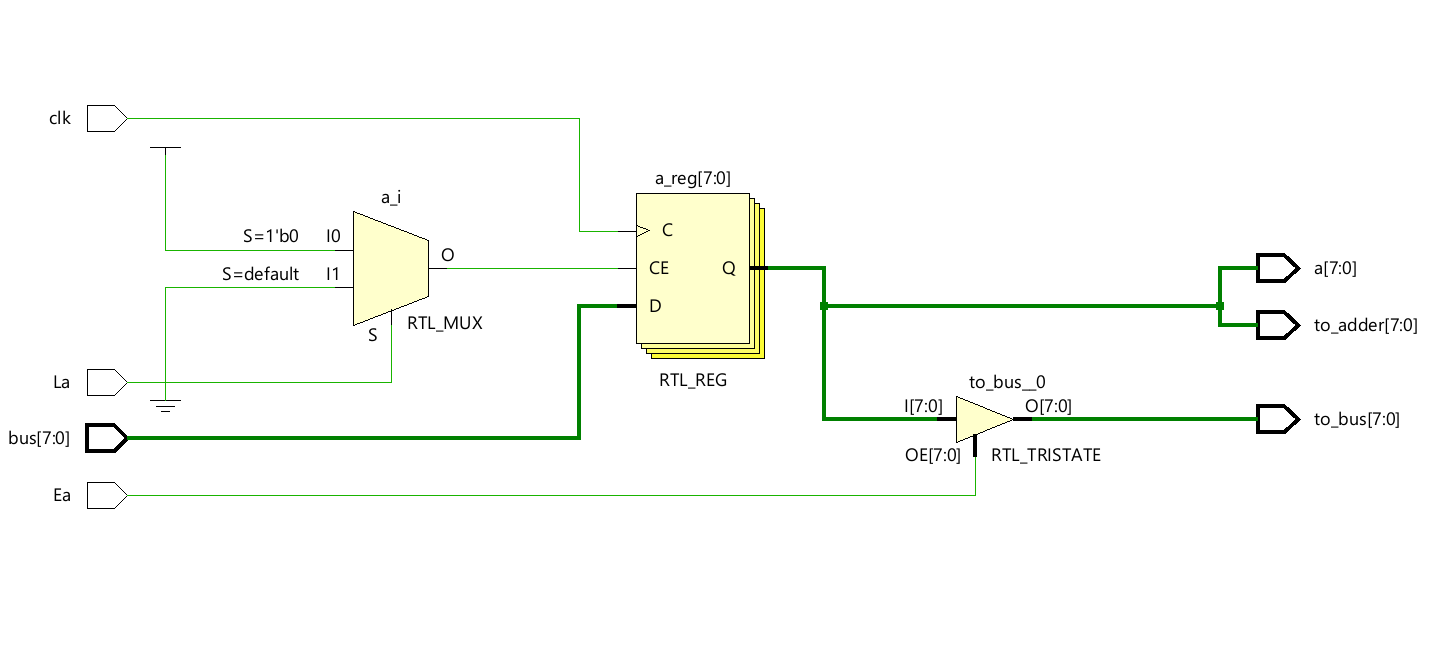 clk
a_reg[7:0]
a_i
C
S=1'b0 I0
O
CE Q
a[7:0]
S=default I1
D
RTL_MUX
to_adder[7:0]
S
La
RTL_REG
to_bus__0
I[7:0] O[7:0]
to_bus[7:0]
bus[7:0]
OE[7:0] RTL_TRISTATE
Ea